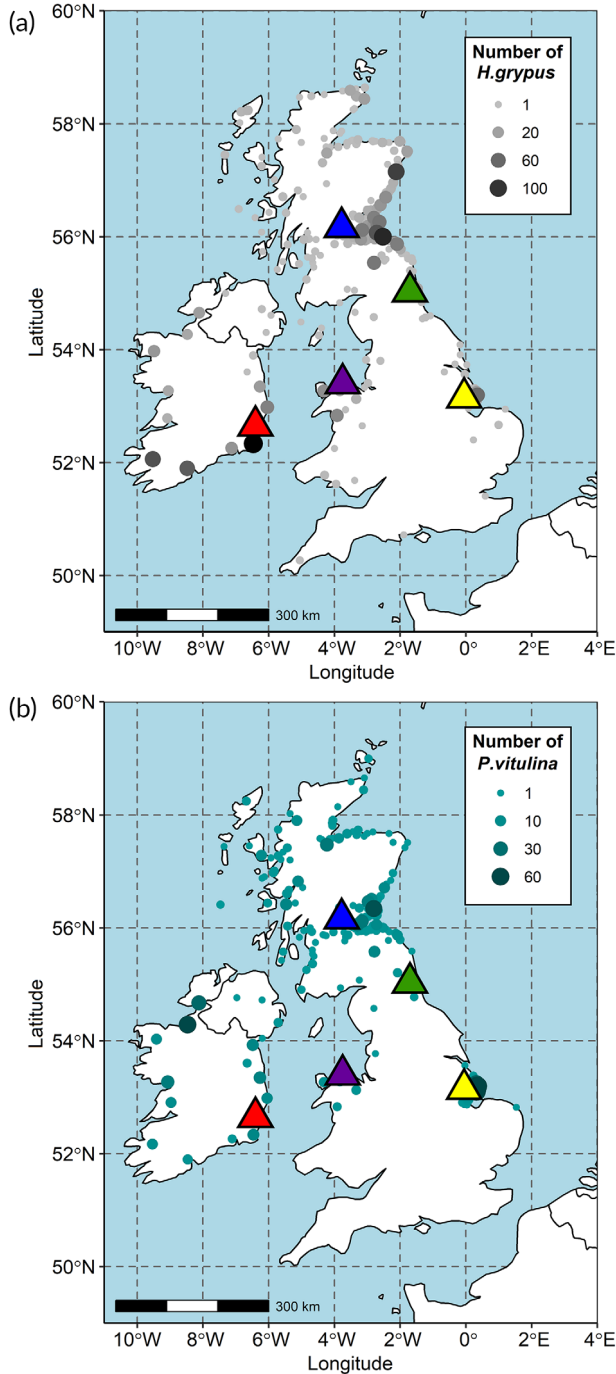 (a)
60°N
58°N
56°N
54°N
52°N
50°N
Latitude
Number of
H.grypus
1
20
60
100
300 km
10°W 8°W 6°W 4°W 2°W 0° 2°E 4°E
Longitude
(b)
60°N
58°N
56°N
54°N
52°N
50°N
Latitude
Number of
P.vitulina
1
10
30
60
300 km
10°W 8°W 6°W 4°W 2°W 0° 2°E 4°E
Longitude